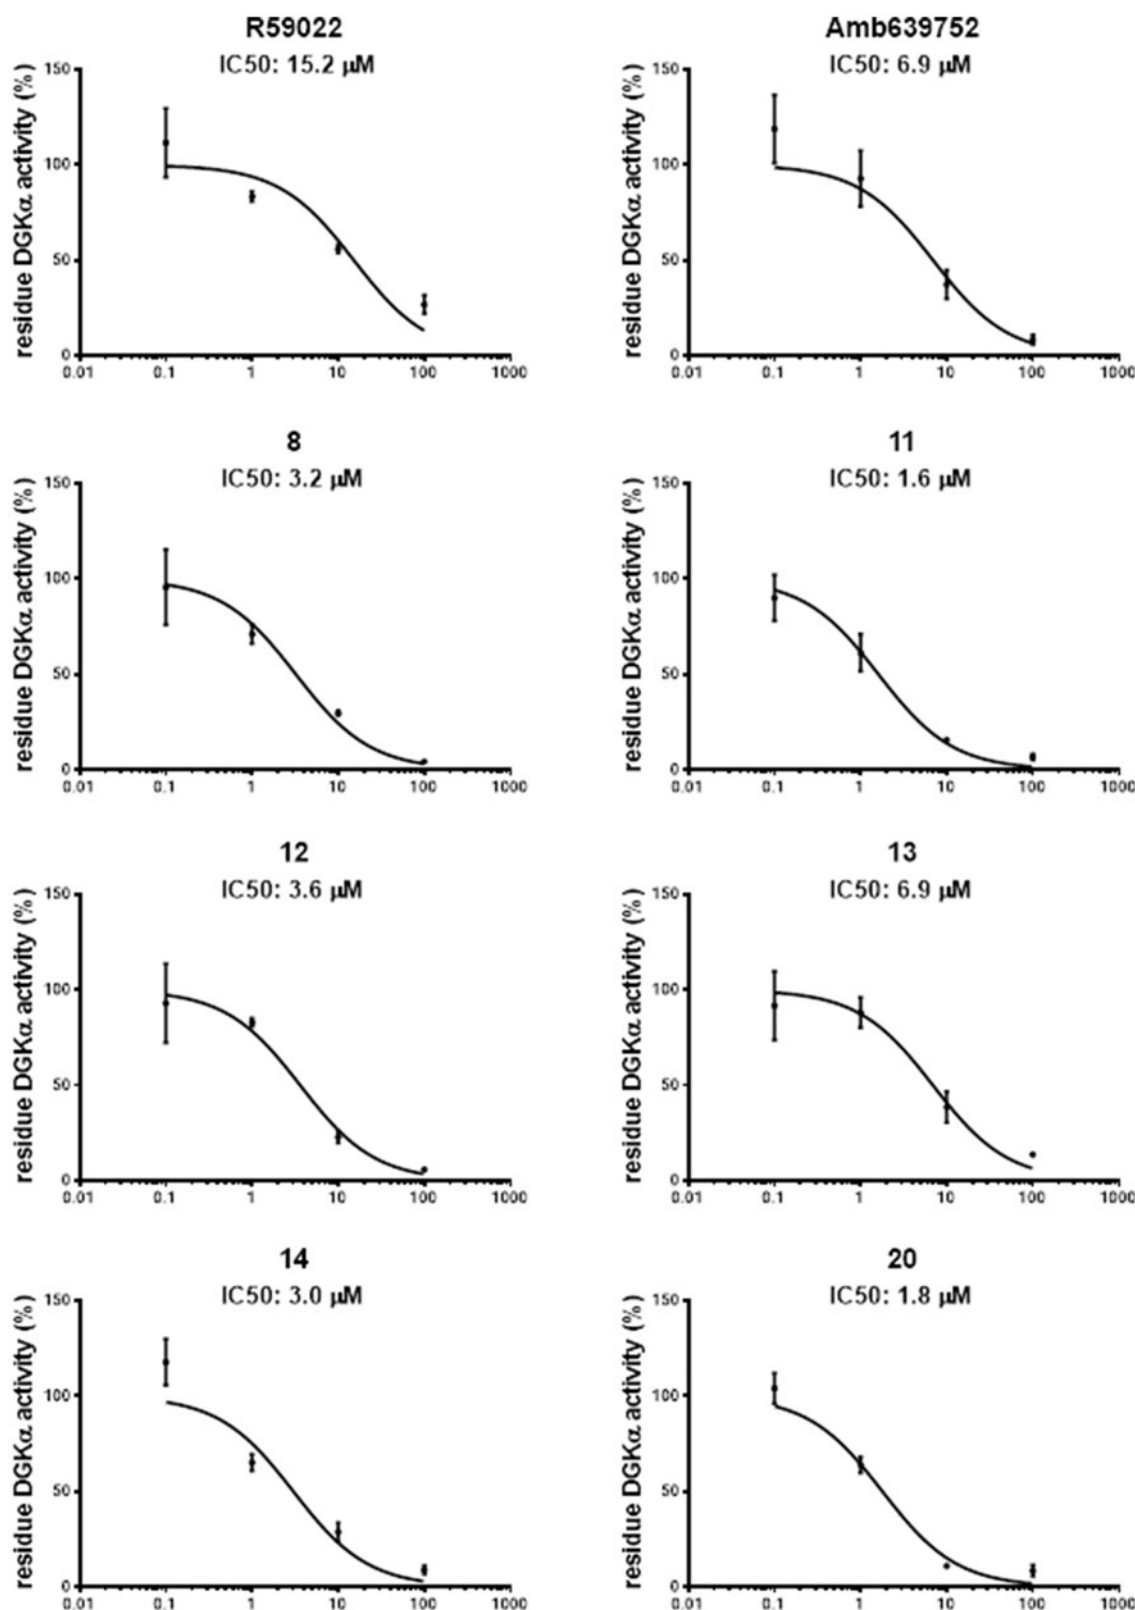 R59022
IC50: 15.2 μM
residue DGKα activity (%)
150
100
50
0
0.01 0.1 1 10 100 1000
Amb639752
IC50: 6.9 μM
residue DGKα activity (%)
150
100
50
0
0.01 0.1 1 10 100 1000
8
IC50: 3.2 μM
residue DGKα activity (%)
150
100
50
0
0.01 0.1 1 10 100 1000
11
IC50: 1.6 μM
residue DGKα activity (%)
150
100
50
0
0.01 0.1 1 10 100 1000
12
IC50: 3.6 μM
residue DGKα activity (%)
150
100
50
0
0.01 0.1 1 10 100 1000
13
IC50: 6.9 μM
residue DGKα activity (%)
150
100
50
0
0.01 0.1 1 10 100 1000
14
IC50: 3.0 μM
residue DGKα activity (%)
150
100
50
0
0.01 0.1 1 10 100 1000
20
IC50: 1.8 μM
residue DGKα activity (%)
150
100
50
0
0.01 0.1 1 10 100 1000